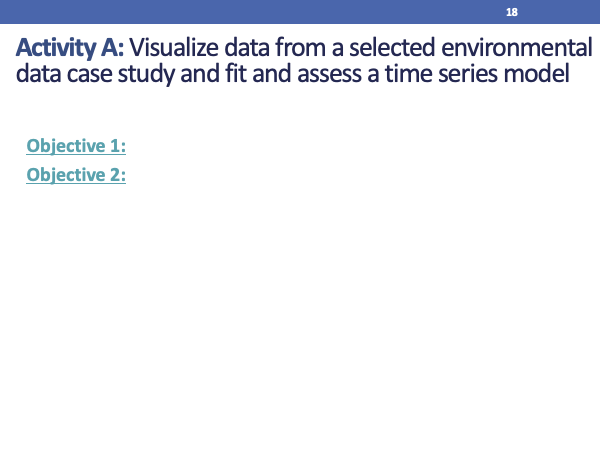 18
Activity A: Visualize data from a selected environmental
data case study and fit and assess a time series model
Objective 1:
Objective 2: